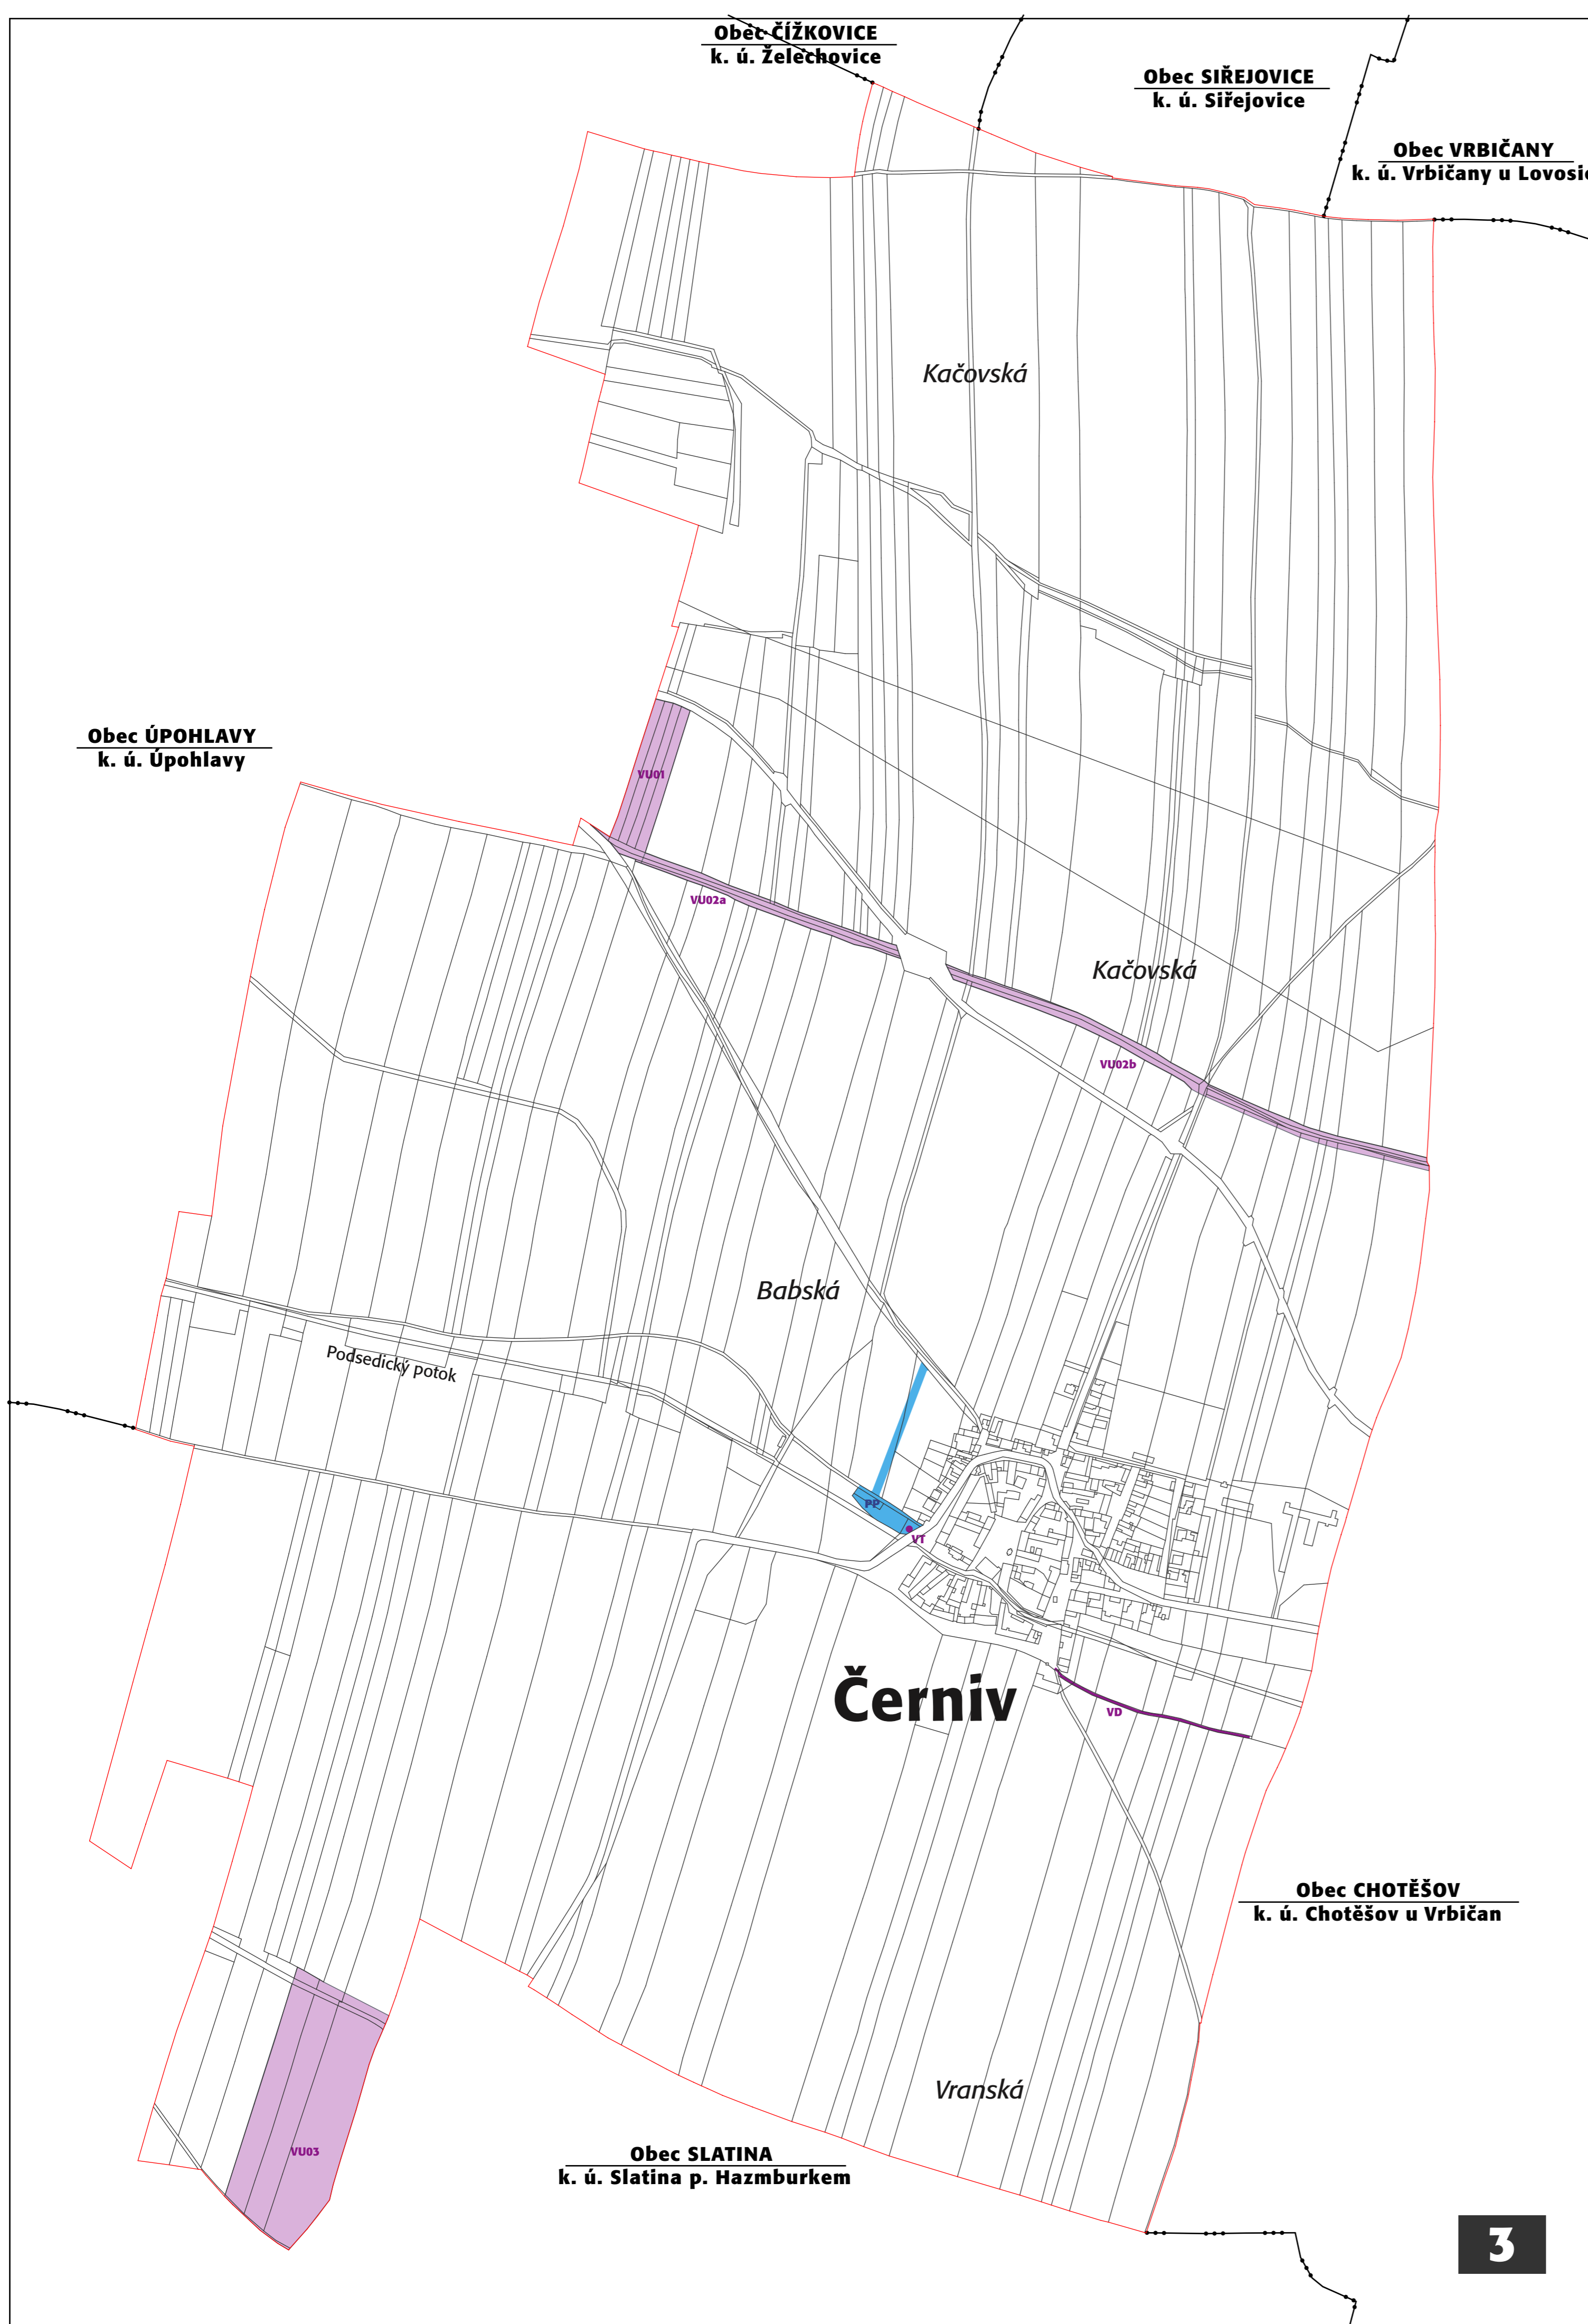 Obec ČÍŽKOVICE
k. ú. Želechovice
Obec SIŘEJOVICE
k. ú. Siřejovice
Obec VRBIČANY
k. ú. Vrbičany u Lovosic
Kačovská
Obec ÚPOHLAVY
k. ú. Úpohlavy
VU01
VU02a
Kačovská
VU02b
Babská
Podsedický potok
PP
VT
Černiv
VD
Obec CHOTĚŠOV
k. ú. Chotěšov u Vrbičan
Vranská
VU03
Obec SLATINA
k. ú. Slatina p. Hazmburkem
3